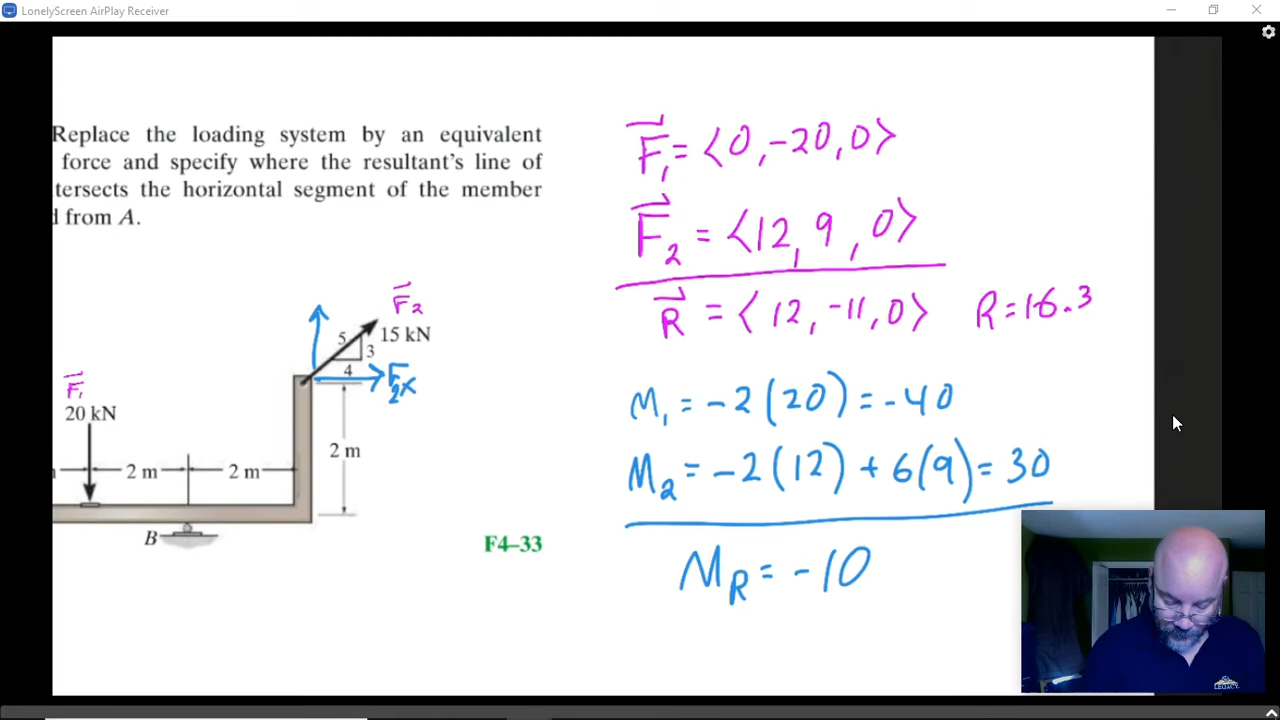 LonelyScreen AirPlay Receiver
Replace the loading system by an equivalent
force and specify where the resultant's line of
tersects the horizontal segment of the member
d from A.
F₁ = ⟨0, -20, 0⟩
F₂ = ⟨12, 9, 0⟩
R = ⟨12, -11, 0⟩ R = 16.3
M₁ = -2(20) = -40
M₂ = -2(12) + 6(9) = 30
M_R = -10
F₂
5
15 kN
3
4
F₂x
F₁
20 kN
2 m
2 m
2 m
B
F4–33
LEGACY